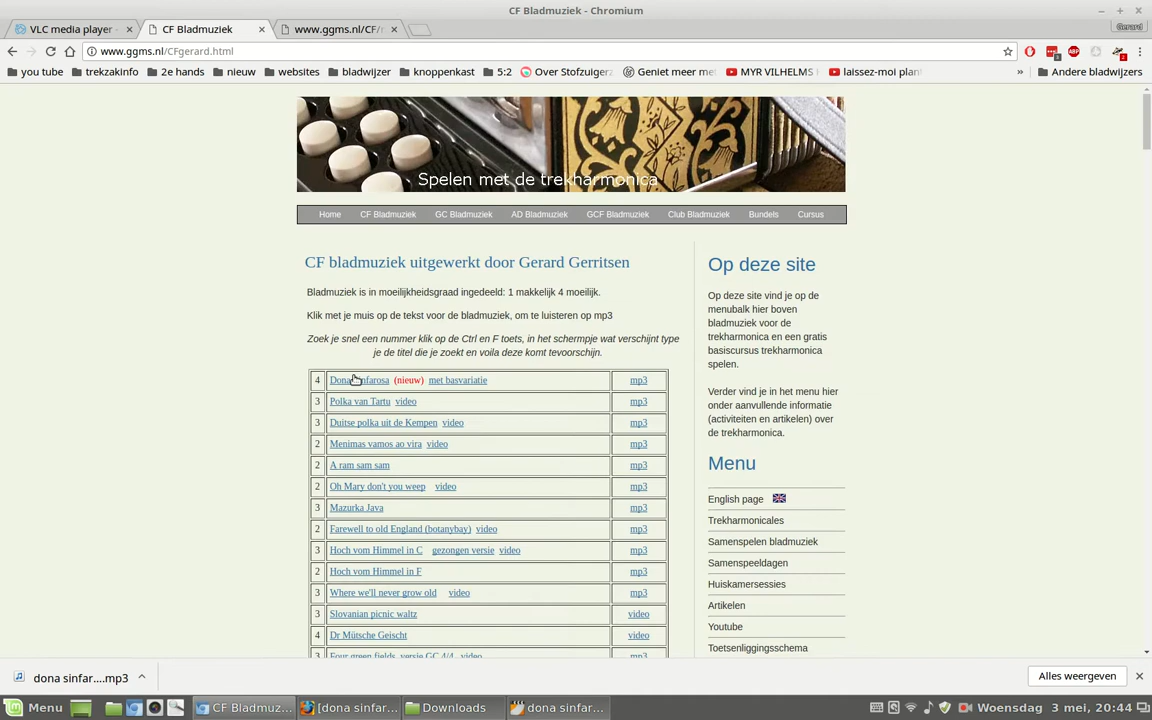 CF Bladmuziek - Chromium
VLC media player -
CF Bladmuziek
www.ggms.nl/CF/
Gerard
www.ggms.nl/CFgerard.html
you tube
trekzakinfo
2e hands
nieuw
websites
bladwijzer
knoppenkast
5:2
Over Stofzuiger
Geniet meer me
MYR VILHELMS
laissez-moi plan
»
Andere bladwijzers
Spelen met de trekharmonica
Home CF Bladmuziek GC Bladmuziek AD Bladmuziek GCF Bladmuziek Club Bladmuziek Bundels Cursus
CF bladmuziek uitgewerkt door Gerard Gerritsen
Bladmuziek is in moeilijkheidsgraad ingedeeld: 1 makkelijk 4 moeilijk.
Klik met je muis op de tekst voor de bladmuziek, om te luisteren op mp3
Zoek je snel een nummer klik op de Ctrl en F toets, in het schermpje wat verschijnt type
je de titel die je zoekt en voila deze komt tevoorschijn.
4 Dona sinfarosa (nieuw) met basvariatie mp3
3 Polka van Tartu video mp3
3 Duitse polka uit de Kempen video mp3
2 Menimas vamos ao vira video mp3
2 A ram sam sam mp3
2 Oh Mary don't you weep video mp3
3 Mazurka Java mp3
2 Farewell to old England (botanybay) video mp3
3 Hoch vom Himmel in C gezongen versie video mp3
2 Hoch vom Himmel in F mp3
3 Where we'll never grow old video mp3
3 Slovanian picnic waltz video
4 Dr Mütsche Geischt video
3 Four green fields versie GC 4/4 video mp3
Op deze site
Op deze site vind je op de
menubalk hier boven
bladmuziek voor de
trekharmonica en een gratis
basiscursus trekharmonica
spelen.
Verder vind je in het menu hier
onder aanvullende informatie
(activiteiten en artikelen) over
de trekharmonica.
Menu
English page
Trekharmonicales
Samenspelen bladmuziek
Samenspeeldagen
Huiskamersessies
Artikelen
Youtube
Toetsenliggingsschema
dona sinfar....mp3
Alles weergeven
Menu
CF Bladmuz...
[dona sinfar...
Downloads
dona sinfar...
Woensdag 3 mei, 20:44